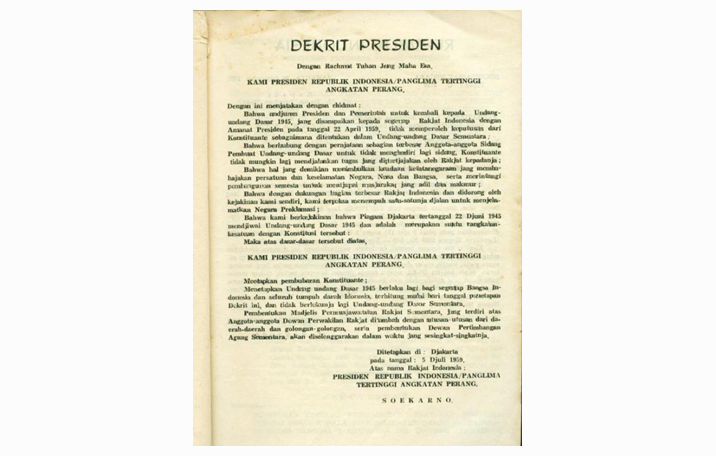 DEKRIT PRESIDEN
Dengan Rachmat Tuhan Jang Maha Esa,
KAMI PRESIDEN REPUBLIK INDONESIA/PANGLIMA TERTINGGI
ANGKATAN PERANG,
Dengan ini menjatakan dengan chidmat :
Bahwa andjuran Presiden dan Pemerintah untuk kembali kepada Undang-
undang Dasar 1945, jang disampaikan kepada segenap Rakjat Indonesia dengan
Amanat Presiden pada tanggal 22 April 1959, tidak memperoleh keputusan dari
Konstituante sebagaimana ditentukan dalam Undang-undang Dasar Sementara ;
Bahwa berhubung dengan pernjataan sebagian terbesar Anggota-anggota Sidang
Pembuat Undang-undang Dasar untuk tidak menghadiri lagi sidang, Konstituante
tidak mungkin lagi mendjalankan tugas jang dipertjajakan oleh Rakjat kepadanja ;
Bahwa hal jang demikian menimbulkan keadaan ketatanegaraan jang memba-
hajakan persatuan dan keselamatan Negara, Nusa dan Bangsa, serta merintangi
pembangunan semesta untuk mentjapai masjarakat jang adil dan makmur ;
Bahwa dengan dukungan bagian terbesar Rakjat Indonesia dan didorong oleh
kejakinan kami sendiri, kami terpaksa menempuh satu-satunja djalan untuk menjela-
matkan Negara Proklamasi ;
Bahwa kami berkejakinan bahwa Piagam Djakarta tertanggal 22 Djuni 1945
mendjiwai Undang-undang Dasar 1945 dan adalah merupakan suatu rangkaian-
kesatuan dengan Konstitusi tersebut :
Maka atas dasar-dasar tersebut diatas,
KAMI PRESIDEN REPUBLIK INDONESIA/PANGLIMA TERTINGGI
ANGKATAN PERANG,
Menetapkan pembubaran Konstituante ;
Menetapkan Undang-undang Dasar 1945 berlaku lagi bagi segenap Bangsa In-
donesia dan seluruh tumpah darah Indonesia, terhitung mulai hari tanggal penetapan
Dekrit ini, dan tidak berlakunja lagi Undang-undang Dasar Sementara.
Pembentukan Madjelis Permusjawaratan Rakjat Sementara, jang terdiri atas
Anggota-anggota Dewan Perwakilan Rakjat ditambah dengan utusan-utusan dari da-
erah-daerah dan golongan-golongan, serta pembentukan Dewan Pertimbangan
Agung Sementara, akan diselenggarakan dalam waktu jang sesingkat-singkatnja.
Ditetapkan di : Djakarta
pada tanggal : 5 Djuli 1959.
Atas nama Rakjat Indonesia ;
PRESIDEN REPUBLIK INDONESIA/PANGLIMA
TERTINGGI ANGKATAN PERANG.
SOEKARNO.